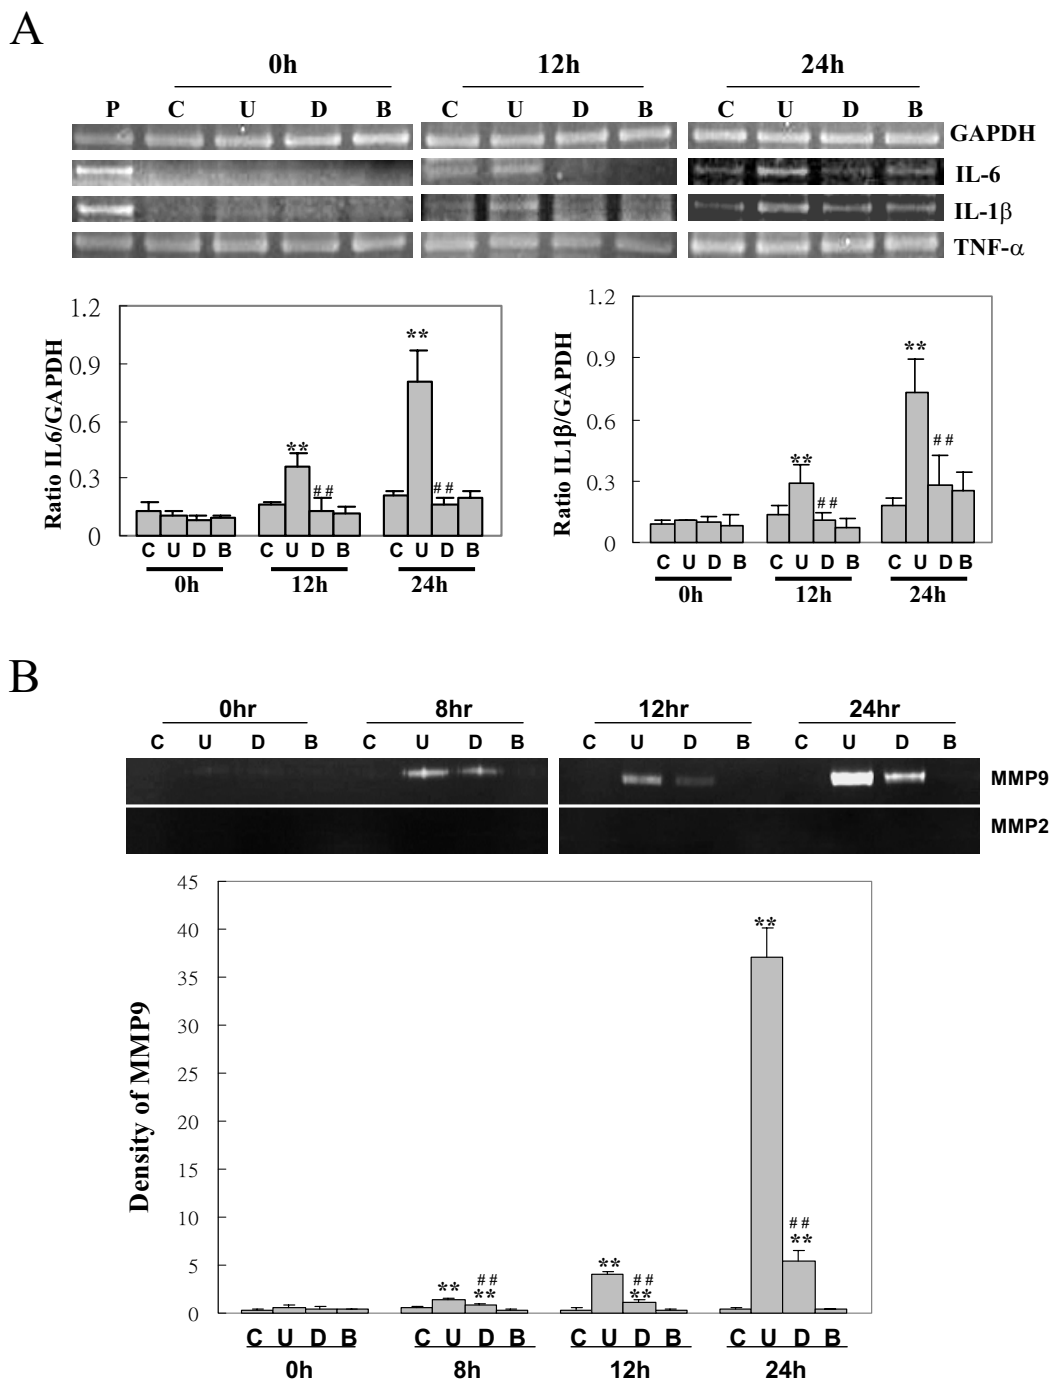 A
0h 12h 24h
P C U D B C U D B C U D B
GAPDH
IL-6
IL-1β
TNF-α
Ratio IL6/GAPDH
1.2
0.9
0.6
0.3
0
** ## ** ##
C U D B C U D B C U D B
0h 12h 24h
Ratio IL1β/GAPDH
1.2
0.9
0.6
0.3
0
** ## ** ##
C U D B C U D B C U D B
0h 12h 24h
B
0hr 8hr 12hr 24hr
C U D B C U D B C U D B C U D B
MMP9
MMP2
Density of MMP9
45
40
35
30
25
20
15
10
5
0
**
##
**
**
##
**
**
##
**
C U D B C U D B C U D B C U D B
0h 8h 12h 24h